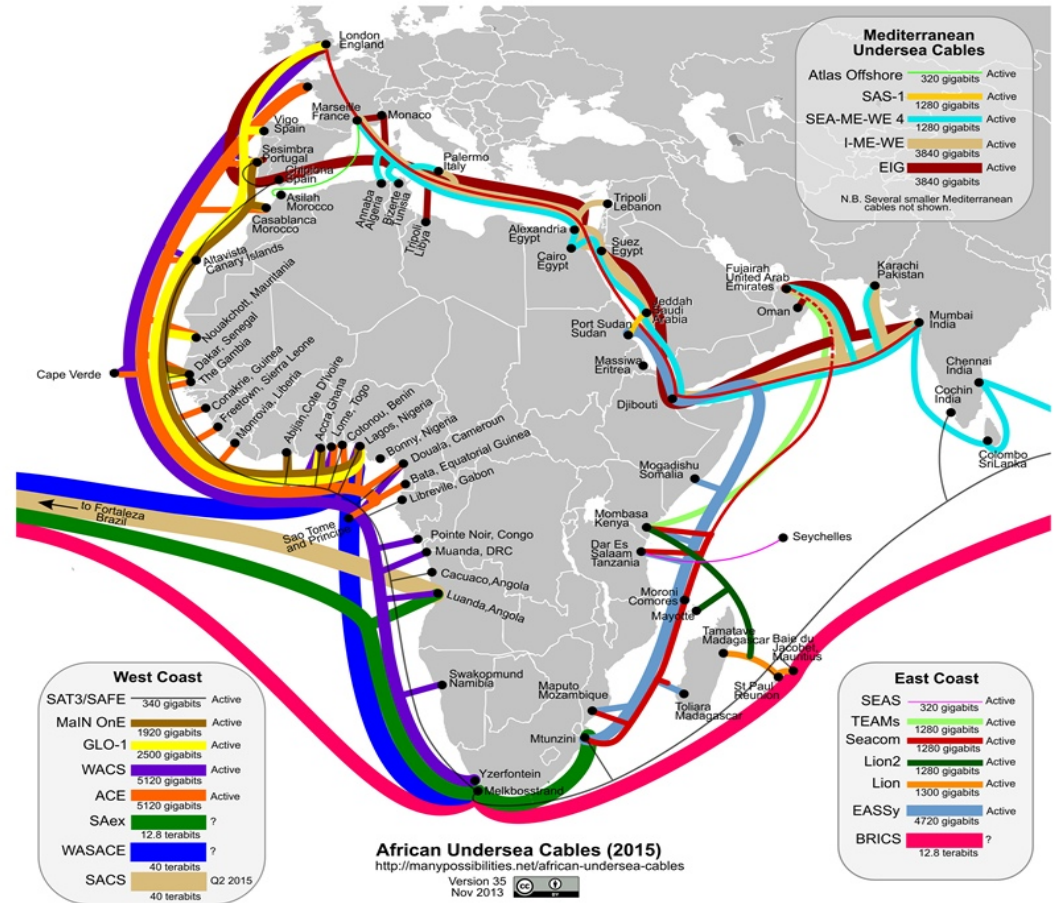 London
England
Mediterranean
Undersea Cables
Atlas Offshore
320 gigabits
Active
SAS-1
1280 gigabits
Active
SEA-ME-WE 4
1280 gigabits
Active
I-ME-WE
3840 gigabits
Active
EIG
3840 gigabits
Active
N.B. Several smaller Mediterranean
cables not shown.
Marseille
France
Monaco
Vigo
Spain
Sesimbra
Portugal
Chipiona
Spain
Asilah
Morocco
Casablanca
Morocco
Palermo
Italy
Annaba
Algeria
Bizerte
Tunisia
Tripoli
Libya
Tripoli
Lebanon
Alexandria
Egypt
Cairo
Egypt
Suez
Egypt
Altavista
Canary Islands
Jeddah
Saudi
Arabia
Port Sudan
Sudan
Massiwa
Eritrea
Djibouti
Fujairah
United Arab
Emirates
Oman
Karachi
Pakistan
Mumbai
India
Chennai
India
Cochin
India
Colombo
SriLanka
Nouakchott, Mauritania
Dakar, Senegal
The Gambia
Cape Verde
Conakrie, Guinea
Freetown, Sierra Leone
Monrovia, Liberia
Abijan,Cote D'Ivoire
Accra,Ghana
Lome, Togo
Cotonou, Benin
Lagos, Nigeria
Bonny, Nigeria
Douala, Cameroun
Bata, Equatorial Guinea
Libreville, Gabon
to Fortaleza
Brazil
Sao Tome
and Principe
Pointe Noir, Congo
Muanda, DRC
Cacuaco,Angola
Luanda,Angola
Mogadishu
Somalia
Mombasa
Kenya
Dar Es
Salaam
Tanzania
Seychelles
Moroni
Comores
Mayotte
Tamatave
Madagascar
Baie du
Jacobet,
Mauritius
St Paul
Reunion
Toliara
Madagascar
Swakopmund
Namibia
Maputo
Mozambique
Mtunzini
Yzerfontein
Melkbosstrand
West Coast
SAT3/SAFE
340 gigabits
Active
MaIN OnE
1920 gigabits
Active
GLO-1
2500 gigabits
Active
WACS
5120 gigabits
Active
ACE
5120 gigabits
Active
SAex
12.8 terabits
?
WASACE
40 terabits
?
SACS
40 terabits
Q2 2015
East Coast
SEAS
320 gigabits
Active
TEAMs
1280 gigabits
Active
Seacom
1280 gigabits
Active
Lion2
1280 gigabits
Active
Lion
1300 gigabits
Active
EASSy
4720 gigabits
Active
BRICS
12.8 terabits
?
African Undersea Cables (2015)
http://manypossibilities.net/african-undersea-cables
Version 35
Nov 2013
cc
BY